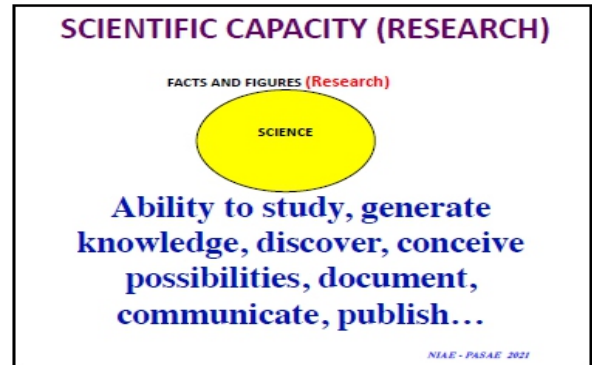 SCIENTIFIC CAPACITY (RESEARCH)
FACTS AND FIGURES (Research)
SCIENCE
Ability to study, generate
knowledge, discover, conceive
possibilities, document,
communicate, publish…
NIAE - PASAE 2021